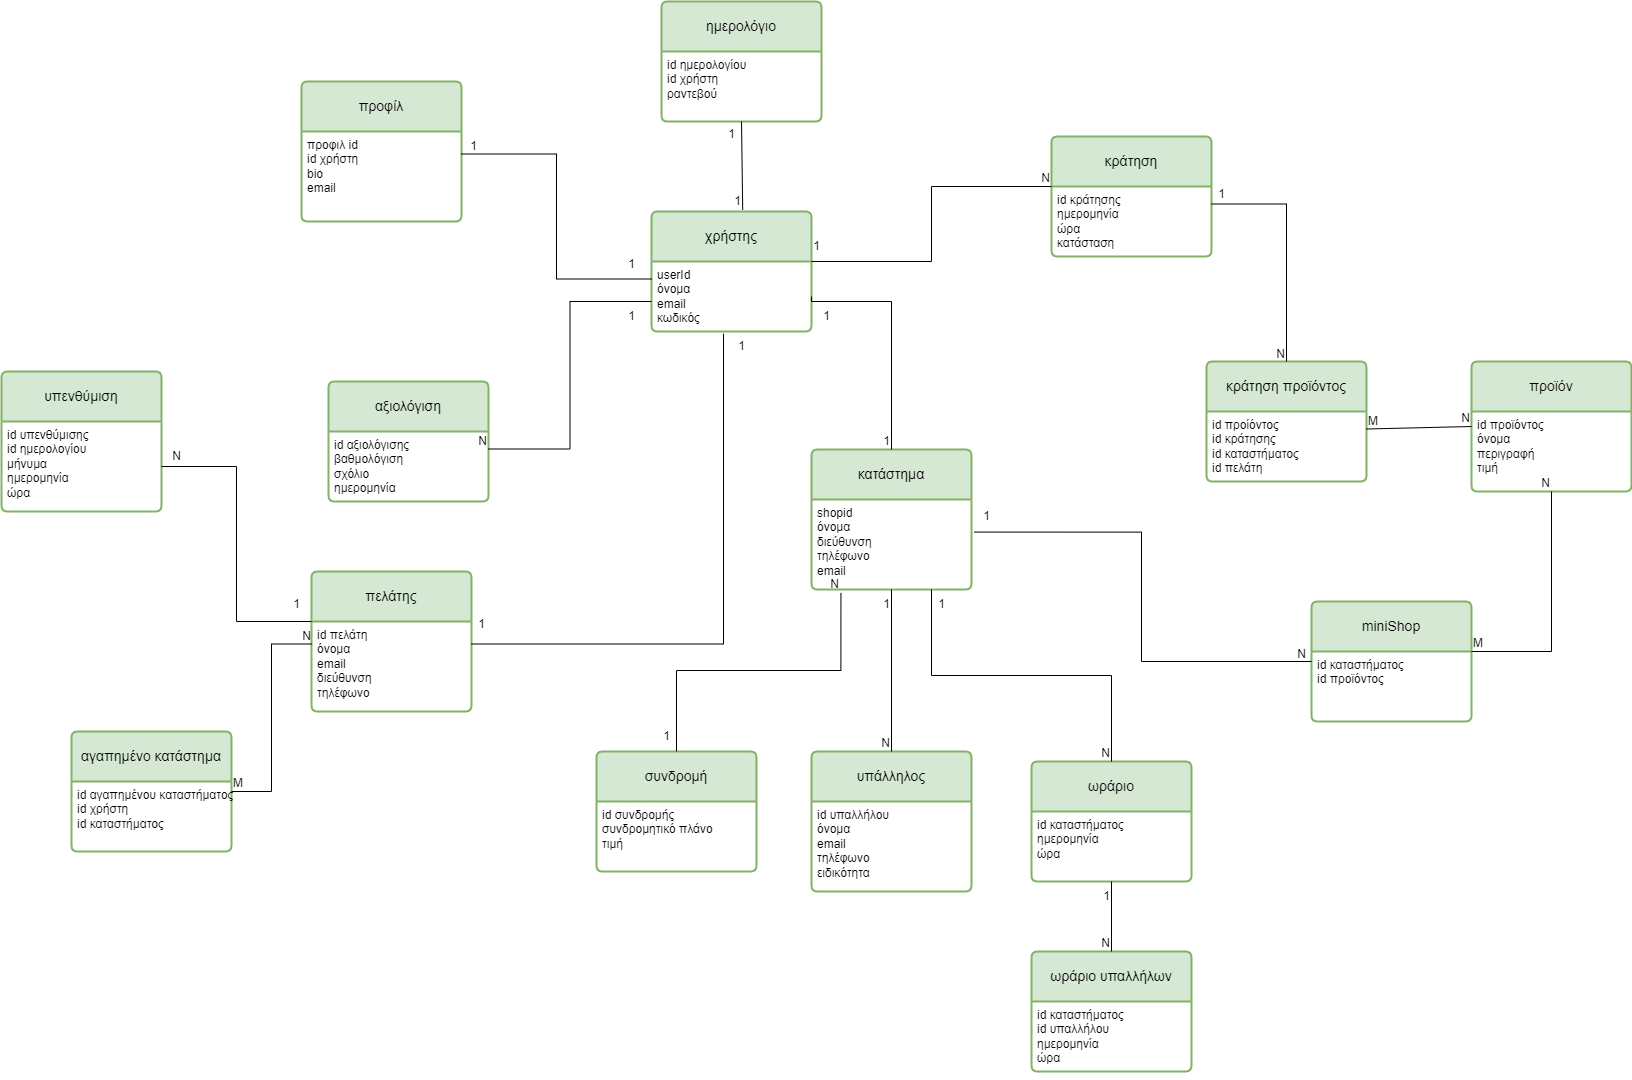 ημερολόγιο
id ημερολογίου
id χρήστη
ραντεβού
1
1
προφίλ
προφιλ id
id χρήστη
bio
email
1
1
κράτηση
id κράτησης
ημερομηνία
ώρα
κατάσταση
N
1
1
χρήστης
userId
όνομα
email
κωδικός
1
1
1
1
κράτηση προϊόντος
id προίόντος
id κράτησης
id καταστήματος
id πελάτη
N
M
N
προϊόν
id προϊόντος
όνομα
περιγραφή
τιμή
N
υπενθύμιση
id υπενθύμισης
id ημερολογίου
μήνυμα
ημερομηνία
ώρα
N
1
αξιολόγιση
id αξιολόγισης
βαθμολόγιση
σχόλιο
ημερομηνία
N
κατάστημα
shopid
όνομα
διεύθυνση
τηλέφωνο
email
1
N
1
1
1
πελάτης
id πελάτη
όνομα
email
διεύθυνση
τηλέφωνο
1
N
miniShop
id καταστήματος
id προϊόντος
N
M
αγαπημένο κατάστημα
id αγαπημένου καταστήματος
id χρήστη
id καταστήματος
M
συνδρομή
id συνδρομής
συνδρομητικό πλάνο
τιμή
1
υπάλληλος
id υπαλλήλου
όνομα
email
τηλέφωνο
ειδικότητα
N
ωράριο
id καταστήματος
ημερομηνία
ώρα
N
1
N
ωράριο υπαλλήλων
id καταστήματος
id υπαλλήλου
ημερομηνία
ώρα